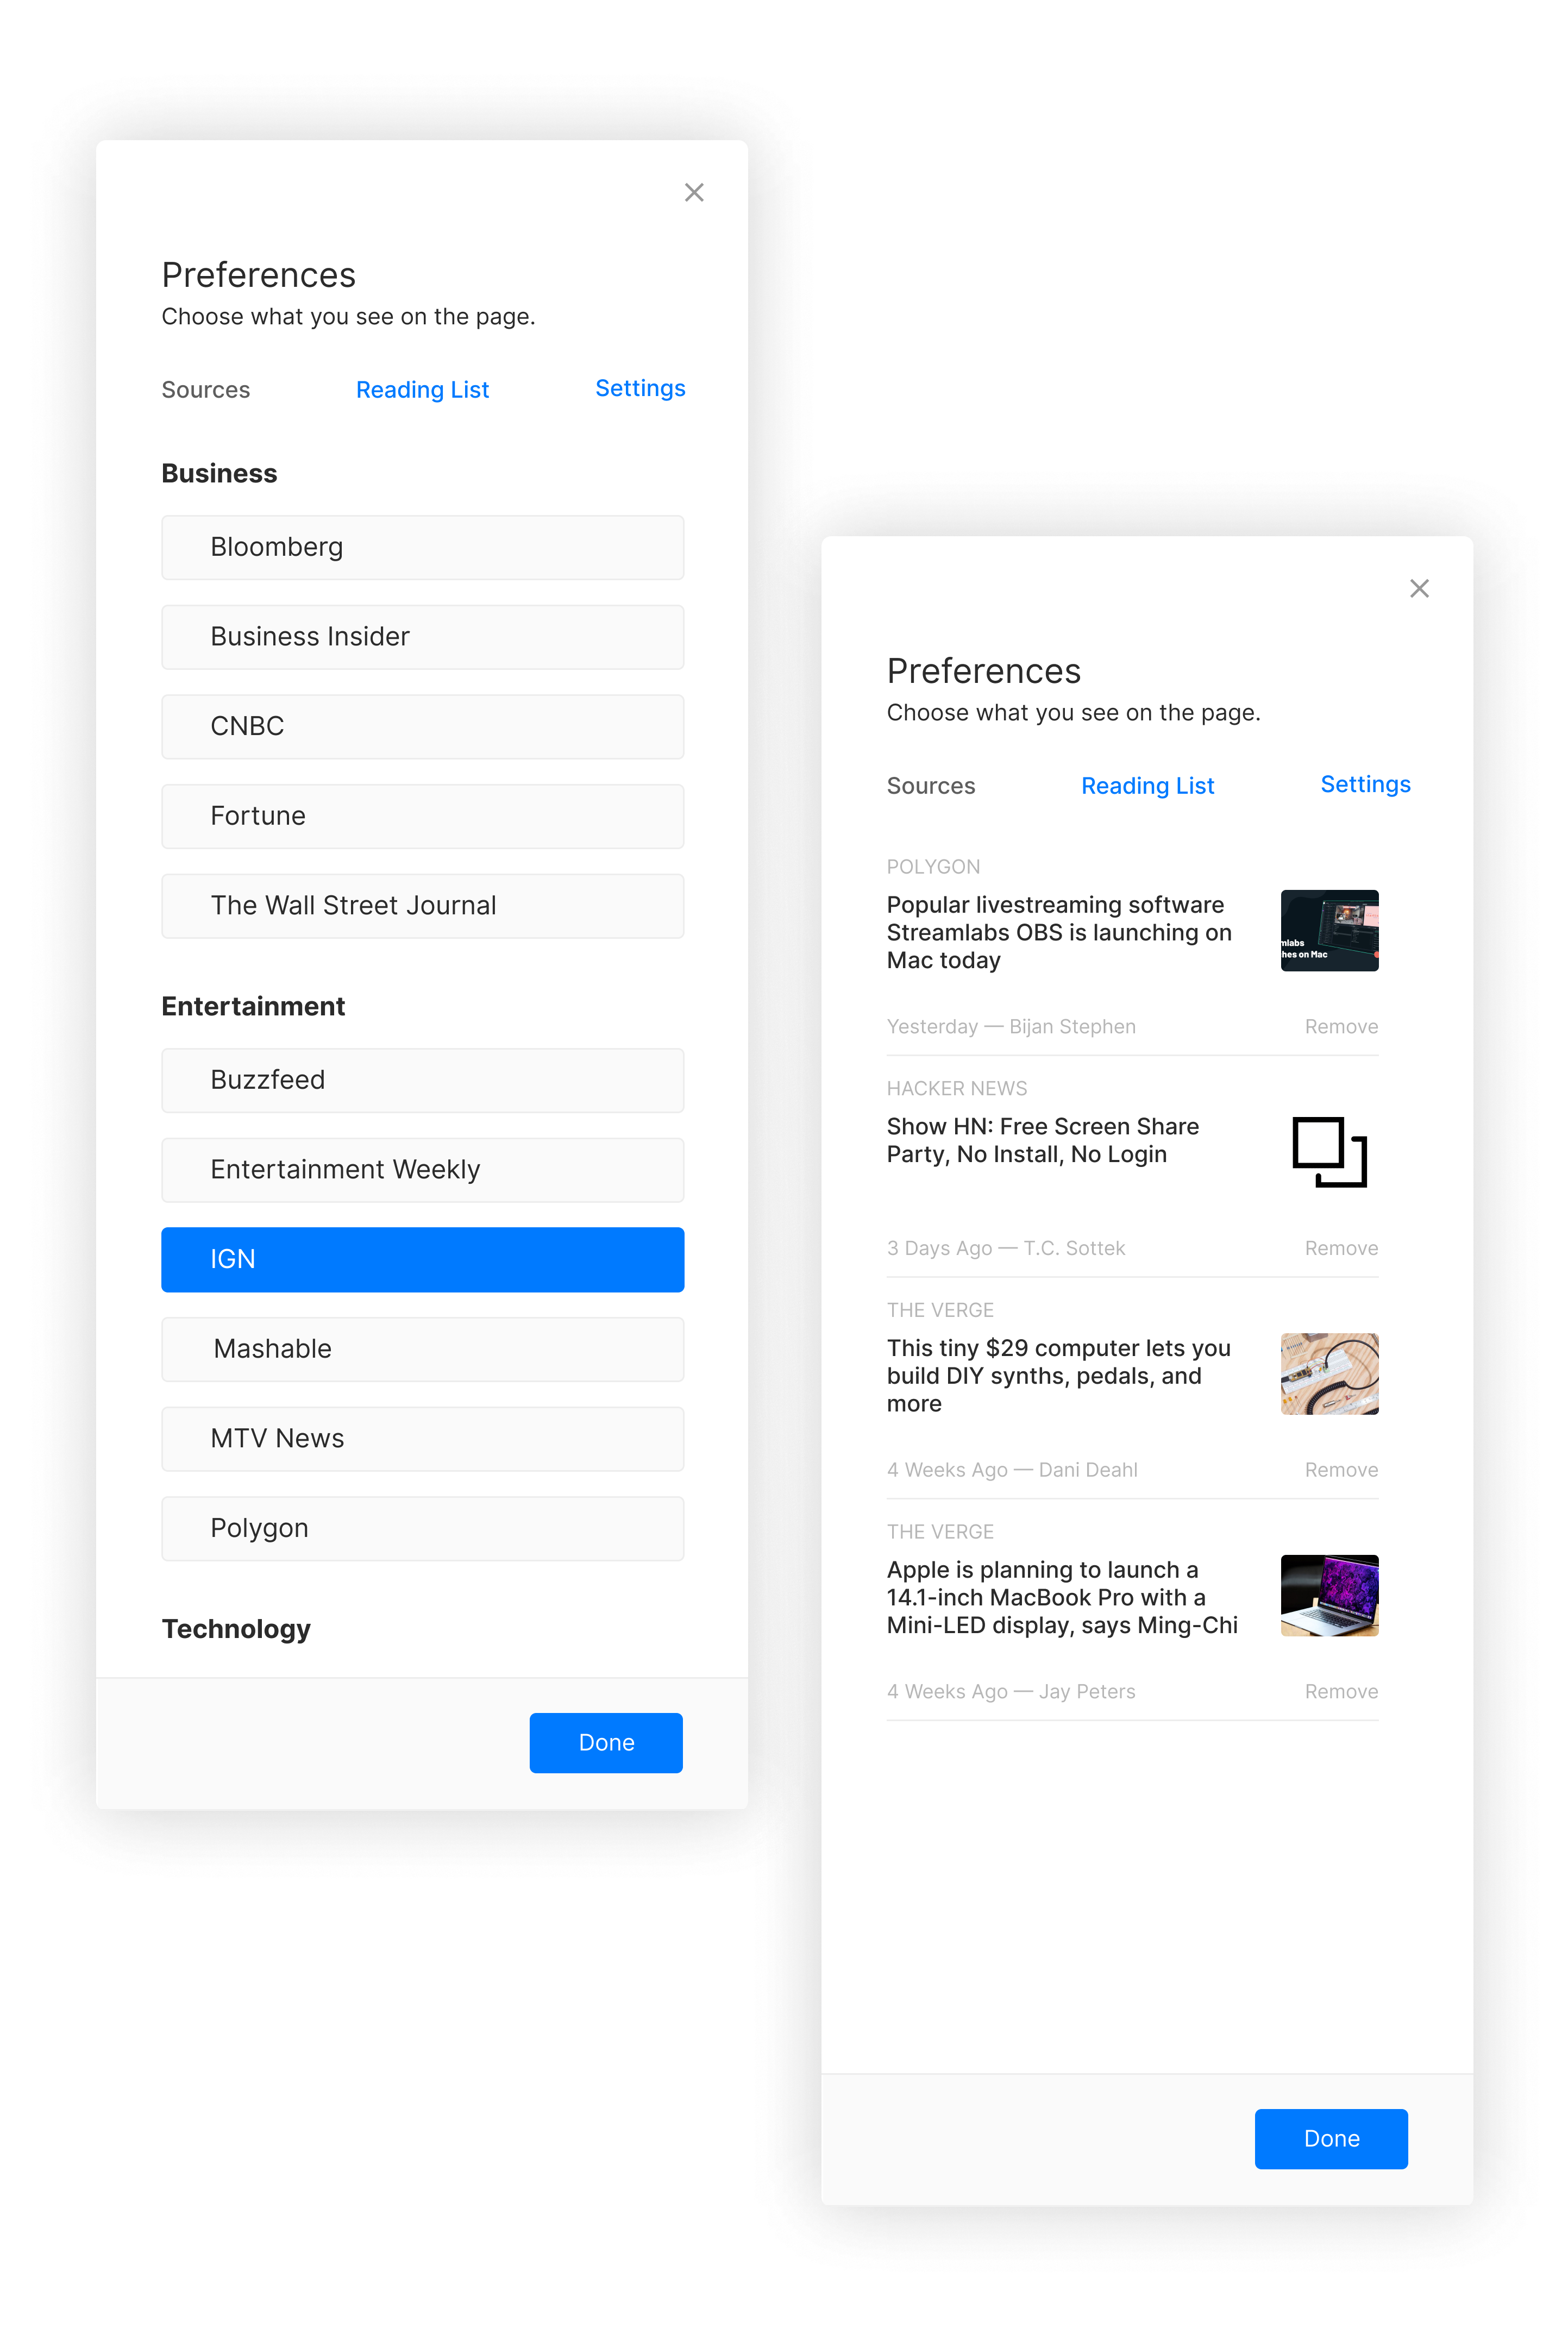 Preferences
Choose what you see on the page.
Sources
Reading List
Settings
Business
Bloomberg
Business Insider
CNBC
Fortune
The Wall Street Journal
Entertainment
Buzzfeed
Entertainment Weekly
IGN
Mashable
MTV News
Polygon
Technology
Done
Preferences
Choose what you see on the page.
Sources
Reading List
Settings
POLYGON
Popular livestreaming software
Streamlabs OBS is launching on
Mac today
mlabs
hes on Mac
Yesterday — Bijan Stephen
Remove
HACKER NEWS
Show HN: Free Screen Share
Party, No Install, No Login
3 Days Ago — T.C. Sottek
Remove
THE VERGE
This tiny $29 computer lets you
build DIY synths, pedals, and
more
4 Weeks Ago — Dani Deahl
Remove
THE VERGE
Apple is planning to launch a
14.1-inch MacBook Pro with a
Mini-LED display, says Ming-Chi
4 Weeks Ago — Jay Peters
Remove
Done